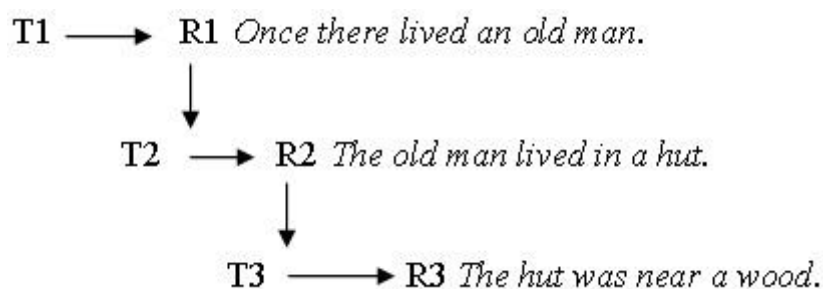 T1 R1 Once there lived an old man.
T2 R2 The old man lived in a hut.
T3 R3 The hut was near a wood.